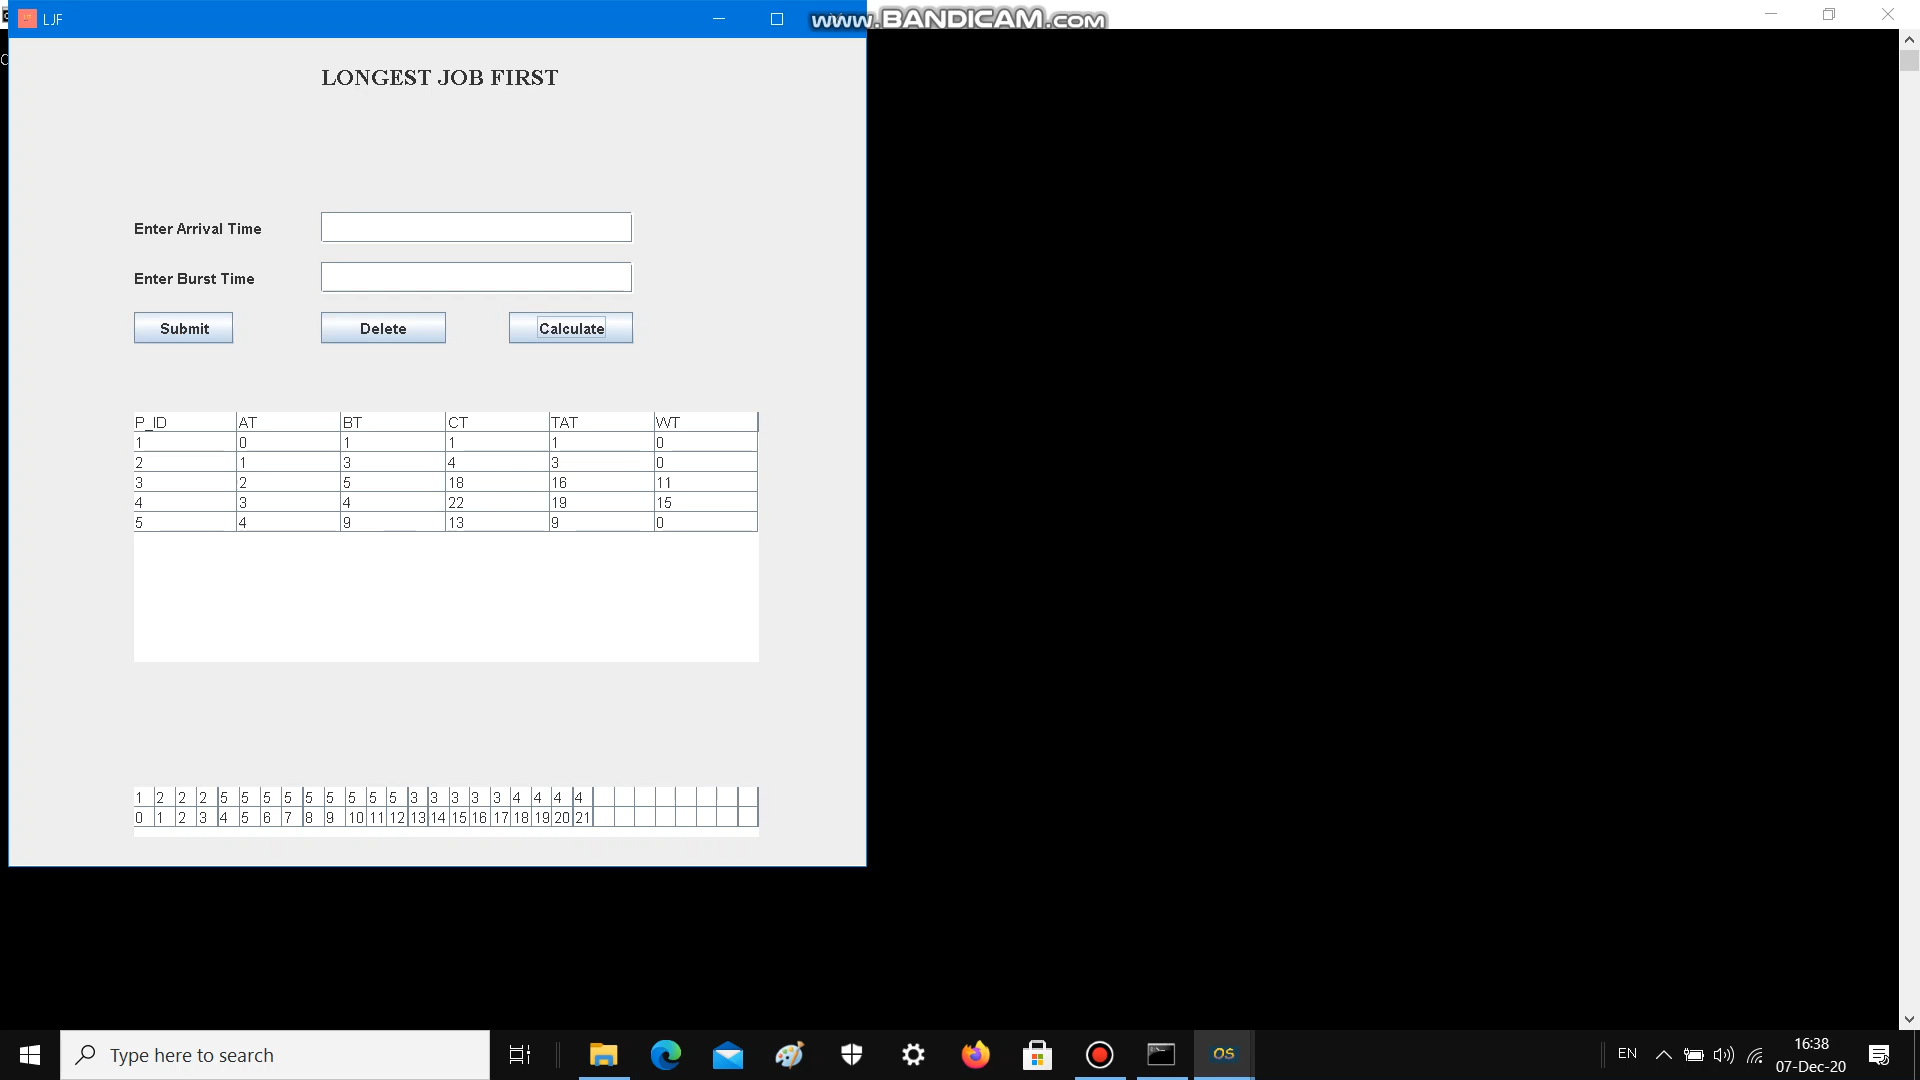 LJF
www.BANDICAM.com
LONGEST JOB FIRST
Enter Arrival Time
Enter Burst Time
Submit Delete Calculate
P_ID AT BT CT TAT WT
1 0 1 1 1 0
2 1 3 4 3 0
3 2 5 18 16 11
4 3 4 22 19 15
5 4 9 13 9 0
1 2 2 2 5 5 5 5 5 5 5 5 5 3 3 3 3 3 4 4 4 4
0 1 2 3 4 5 6 7 8 9 10 11 12 13 14 15 16 17 18 19 20 21
Type here to search
OS
EN
16:38
07-Dec-20